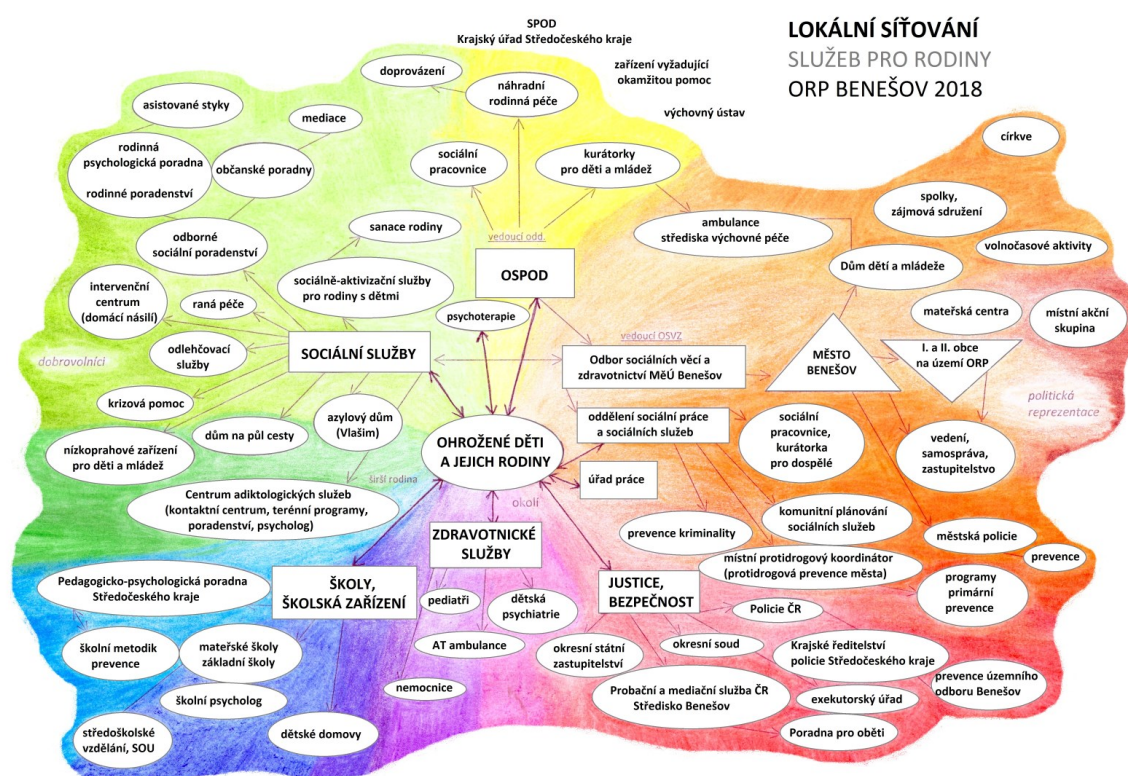 SPOD
Krajský úřad Středočeského kraje
LOKÁLNÍ SÍŤOVÁNÍ
SLUŽEB PRO RODINY
ORP BENEŠOV 2018
zařízení vyžadující
okamžitou pomoc
výchovný ústav
doprovázení
náhradní
rodinná péče
asistované styky
mediace
rodinná
psychologická poradna
rodinné poradenství
občanské poradny
sociální
pracovnice
kurátorky
pro děti a mládež
církve
spolky,
zájmová sdružení
ambulance
střediska výchovné péče
volnočasové aktivity
Dům dětí a mládeže
sanace rodiny
vedoucí odd.
OSPOD
odborné
sociální poradenství
sociálně-aktivizační služby
pro rodiny s dětmi
intervenční
centrum
(domácí násilí)
raná péče
psychoterapie
mateřská centra
místní akční
skupina
vedoucí OSVZ
Odbor sociálních věcí a
zdravotnictví MěÚ Benešov
MĚSTO
BENEŠOV
I. a II. obce
na území ORP
dobrovolníci
odlehčovací
služby
SOCIÁLNÍ SLUŽBY
politická
reprezentace
krizová pomoc
azylový dům
(Vlašim)
dům na půl cesty
nízkoprahové zařízení
pro děti a mládež
OHROŽENÉ DĚTI
A JEJICH RODINY
oddělení sociální práce
a sociálních služeb
sociální
pracovnice,
kurátorka
pro dospělé
vedení,
samospráva,
zastupitelstvo
širší rodina
okolí
úřad práce
Centrum adiktologických služeb
(kontaktní centrum, terénní programy,
poradenství, psycholog)
komunitní plánování
sociálních služeb
prevence kriminality
městská policie
prevence
ZDRAVOTNICKÉ
SLUŽBY
místní protidrogový koordinátor
(protidrogová prevence města)
programy
primární
prevence
Pedagogicko-psychologická poradna
Středočeského kraje
ŠKOLY,
ŠKOLSKÁ ZAŘÍZENÍ
pediatři
dětská
psychiatrie
JUSTICE,
BEZPEČNOST
Policie ČR
školní metodik
prevence
mateřské školy
základní školy
AT ambulance
okresní státní
zastupitelství
okresní soud
Krajské ředitelství
policie Středočeského kraje
prevence územního
odboru Benešov
školní psycholog
nemocnice
Probační a mediační služba ČR
Středisko Benešov
exekutorský úřad
středoškolské
vzdělání, SOU
dětské domovy
Poradna pro oběti